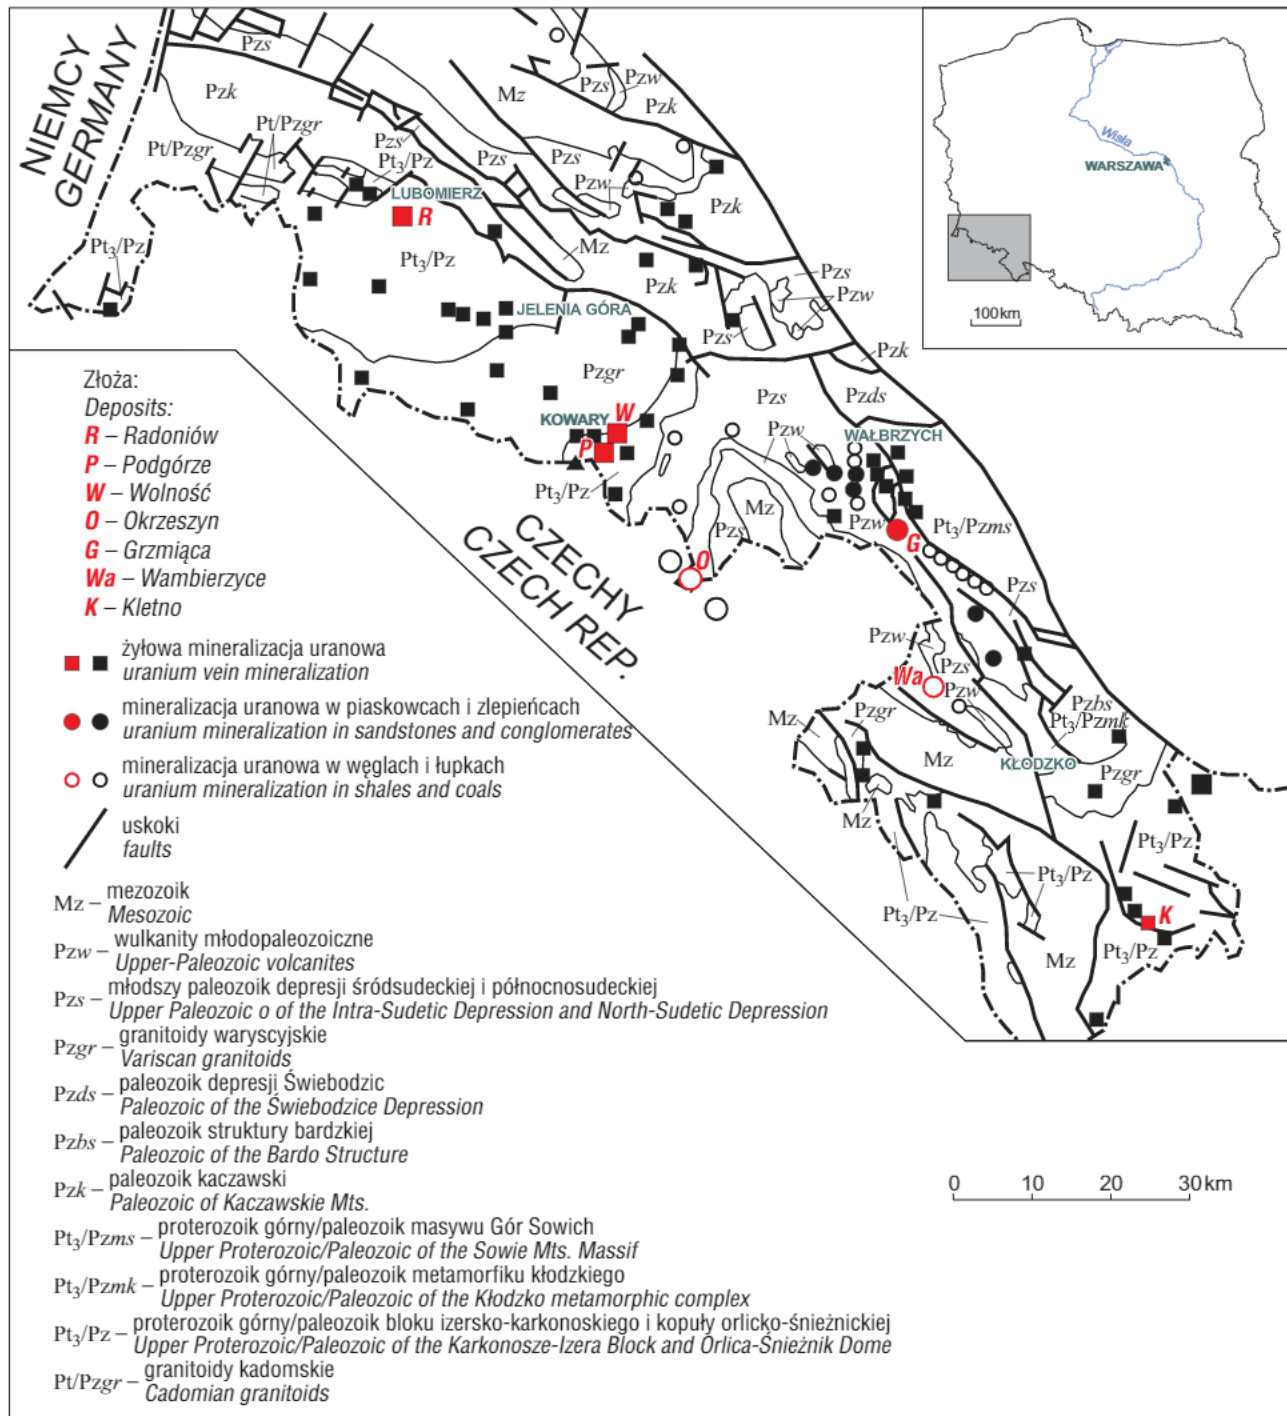 NIEMCY
GERMANY
Pzs
Pzk
Pt/Pzgr
Pt/Pzgr
Pzs
Pt₃/Pz
LUBOMIERZ
R
Pt₃/Pz
Pt₃/Pz
Mz
Pzs
Pzw
Pzk
Pzs
Pzs
Pzw
Pzk
Mz
Pzk
Pzs
Pzw
Pzs
JELENIA GÓRA
Pzgr
KOWARY
W
P
Pt₃/Pz
Pzk
Pzds
Pzs
Pzw
WAŁBRZYCH
Mz
Pzs
Pzw
G
Pt₃/Pzms
O
CZECHY
CZECH REP.
Pzs
Pzw
Pzs
Wa
Pzw
Pzbs
Pt₃/Pzmk
Mz
Pzgr
Mz
KŁODZKO
Pzgr
Mz
Pt₃/Pz
Pt₃/Pz
Pt₃/Pz
K
Mz
Pt₃/Pz
Wisła
WARSZAWA
100 km
Złoża:
Deposits:
R – Radoniów
P – Podgórze
W – Wolność
O – Okrzeszyn
G – Grzmiąca
Wa – Wambierzyce
K – Kletno
żyłowa mineralizacja uranowa
uranium vein mineralization
mineralizacja uranowa w piaskowcach i zlepieńcach
uranium mineralization in sandstones and conglomerates
mineralizacja uranowa w węglach i łupkach
uranium mineralization in shales and coals
uskoki
faults
Mz – mezozoik
Mesozoic
Pzw – wulkanity młodopaleozoiczne
Upper-Paleozoic volcanites
Pzs – młodszy paleozoik depresji śródsudeckiej i północnosudeckiej
Upper Paleozoic o of the Intra-Sudetic Depression and North-Sudetic Depression
Pzgr – granitoidy waryscyjskie
Variscan granitoids
Pzds – paleozoik depresji Świebodzic
Paleozoic of the Świebodzice Depression
Pzbs – paleozoik struktury bardzkiej
Paleozoic of the Bardo Structure
Pzk – paleozoik kaczawski
Paleozoic of Kaczawskie Mts.
Pt₃/Pzms – proterozoik górny/paleozoik masywu Gór Sowich
Upper Proterozoic/Paleozoic of the Sowie Mts. Massif
Pt₃/Pzmk – proterozoik górny/paleozoik metamorfiku kłodzkiego
Upper Proterozoic/Paleozoic of the Kłodzko metamorphic complex
Pt₃/Pz – proterozoik górny/paleozoik bloku izersko-karkonoskiego i kopuły orlicko-śnieżnickiej
Upper Proterozoic/Paleozoic of the Karkonosze-Izera Block and Orlica-Śnieżnik Dome
Pt/Pzgr – granitoidy kadomskie
Cadomian granitoids
0 10 20 30 km